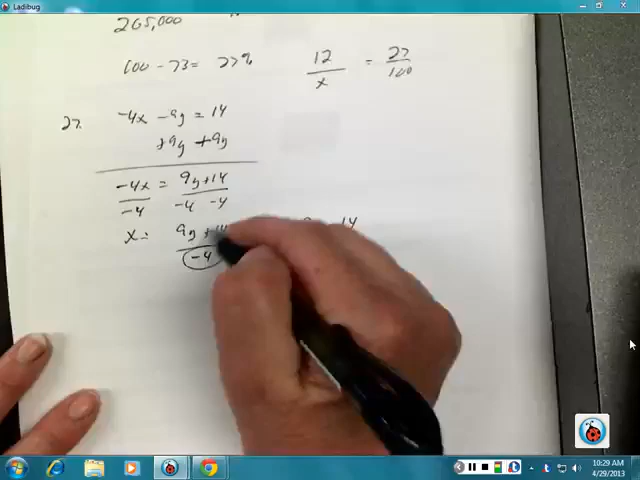 Ladibug
265,000
100 - 73 = 27%
12/x = 27/100
27. -4x - 9y = 14
+9y +9y
-4x/-4 = 9y+14/-4 -4
x = 9y + 14/-4
14
10:29 AM
4/29/2013